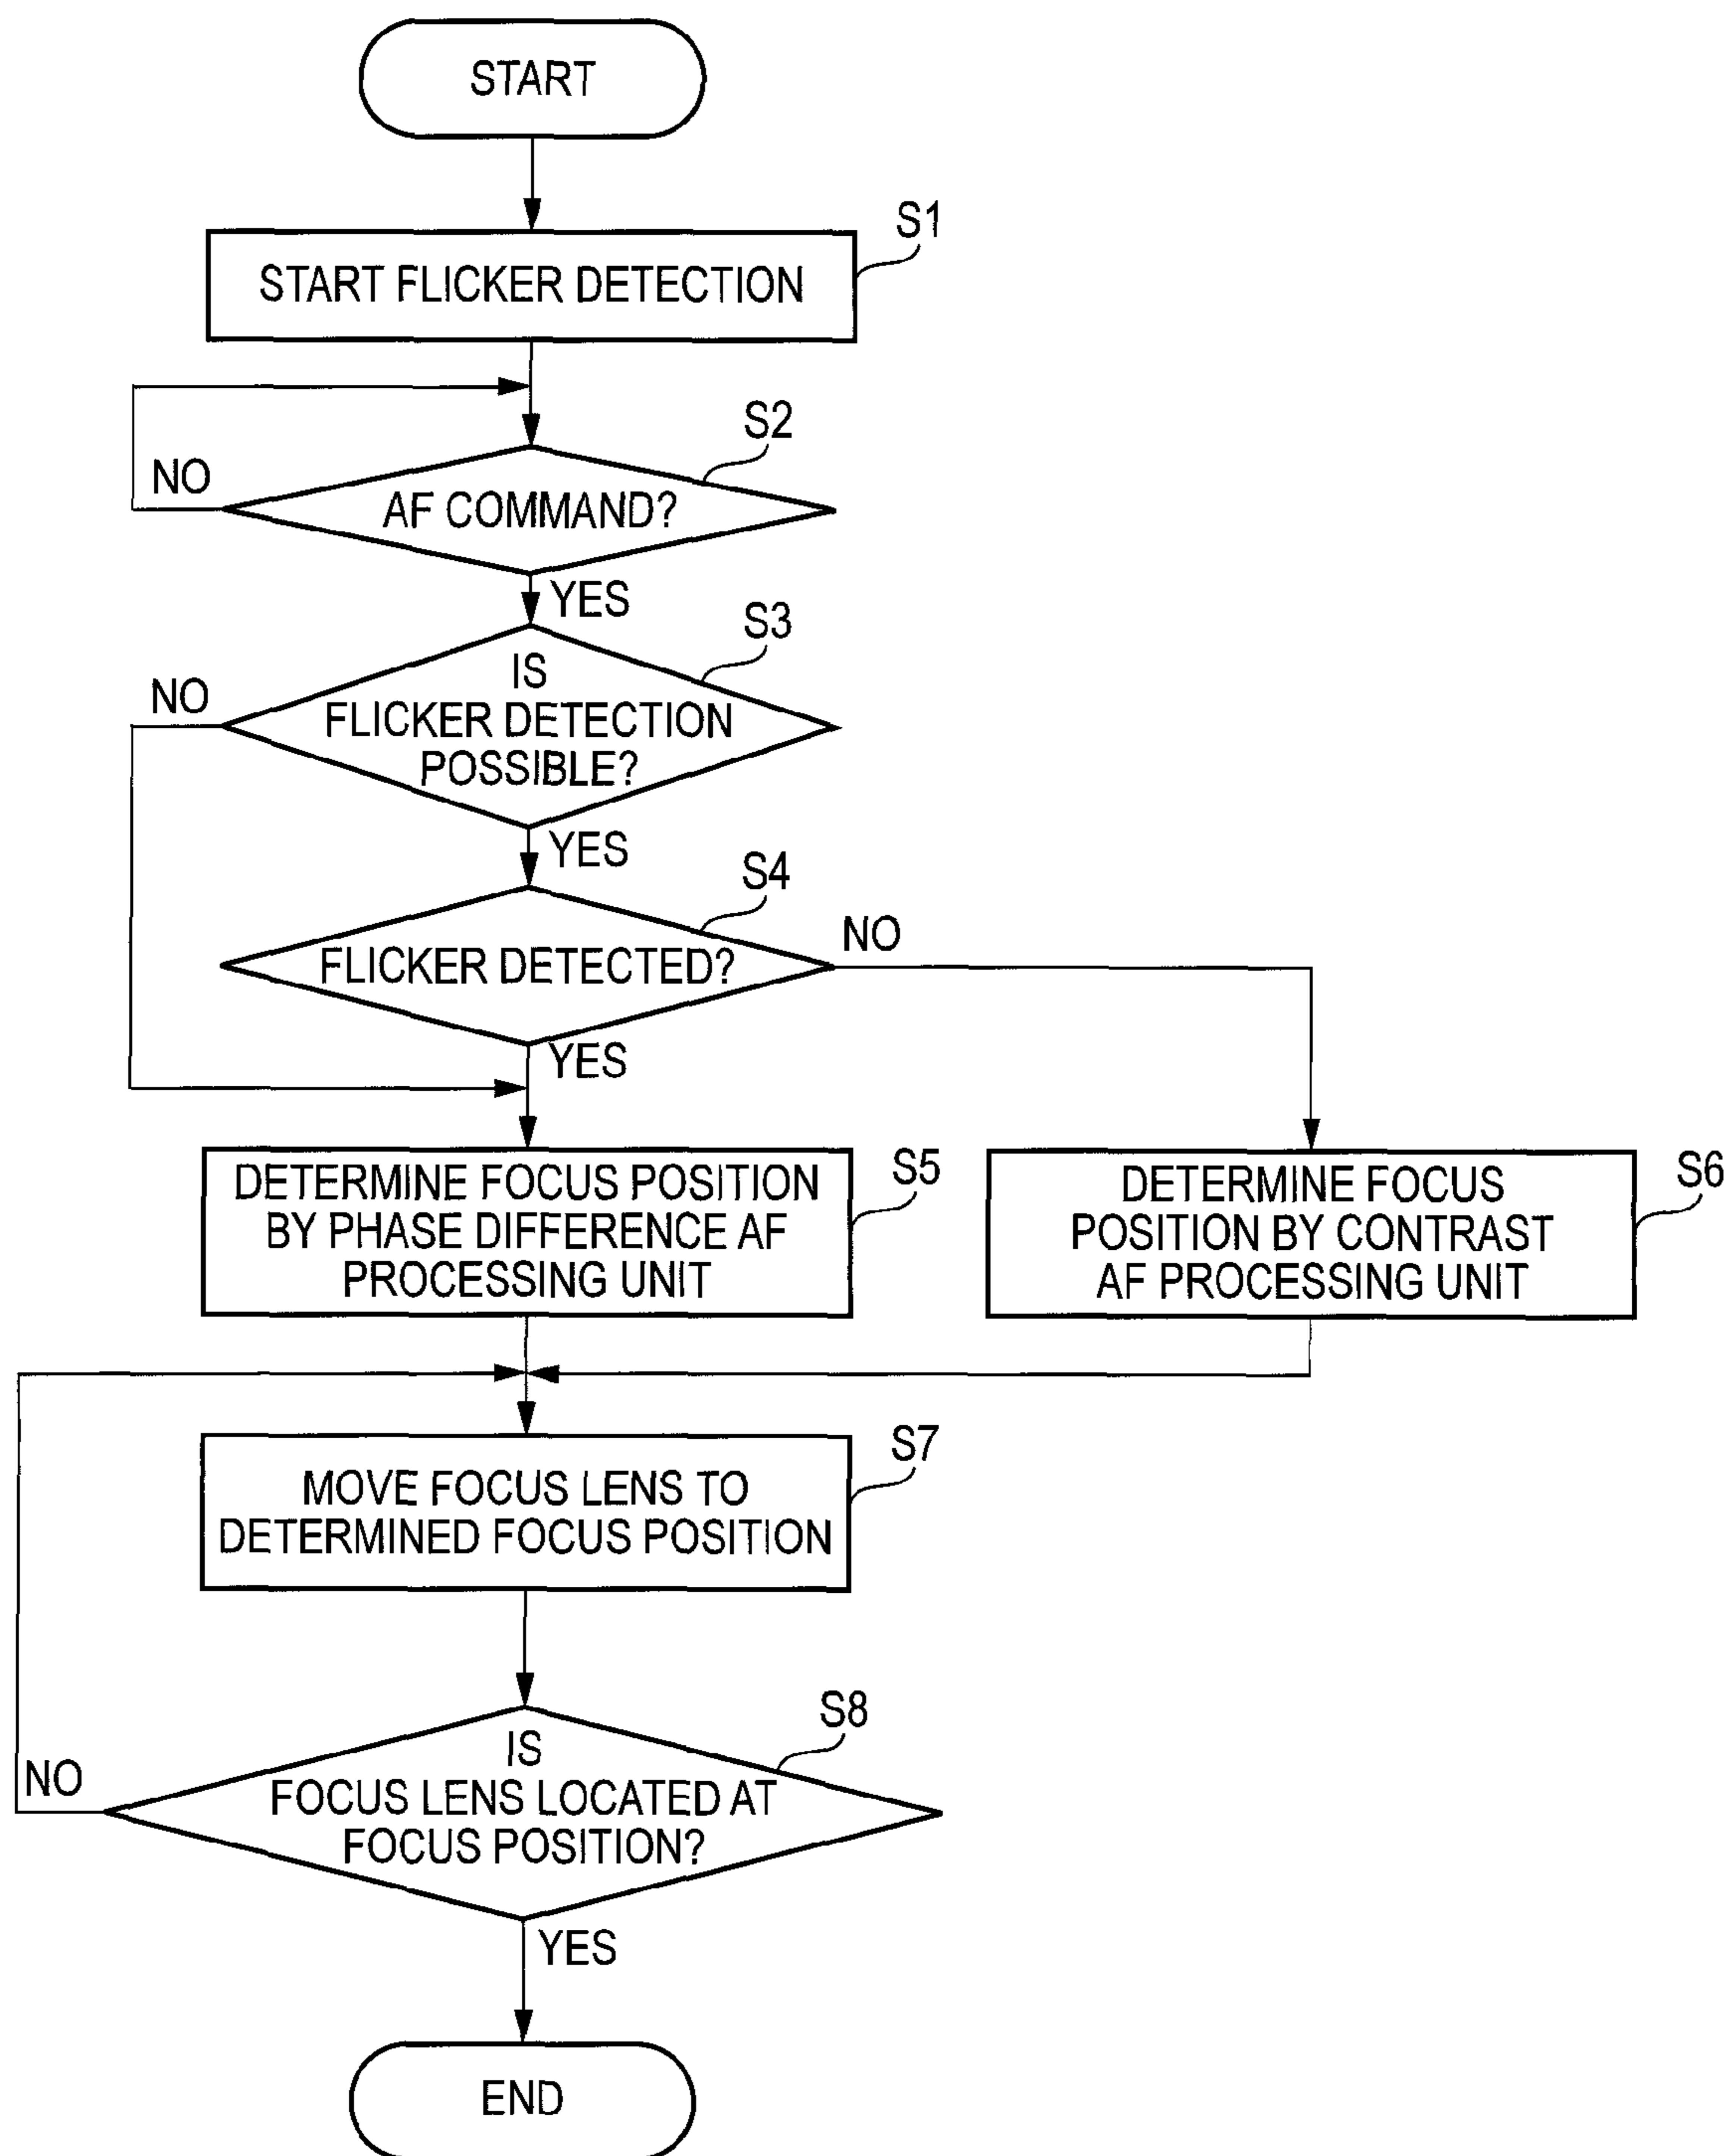 START
S1
START FLICKER DETECTION
S2
NO
AF COMMAND?
YES
S3
IS
NO
FLICKER DETECTION
POSSIBLE?
YES
S4
NO
FLICKER DETECTED?
YES
S5
DETERMINE FOCUS POSITION
BY PHASE DIFFERENCE AF
PROCESSING UNIT
S6
DETERMINE FOCUS
POSITION BY CONTRAST
AF PROCESSING UNIT
S7
MOVE FOCUS LENS TO
DETERMINED FOCUS POSITION
S8
IS
NO
FOCUS LENS LOCATED AT
FOCUS POSITION?
YES
END